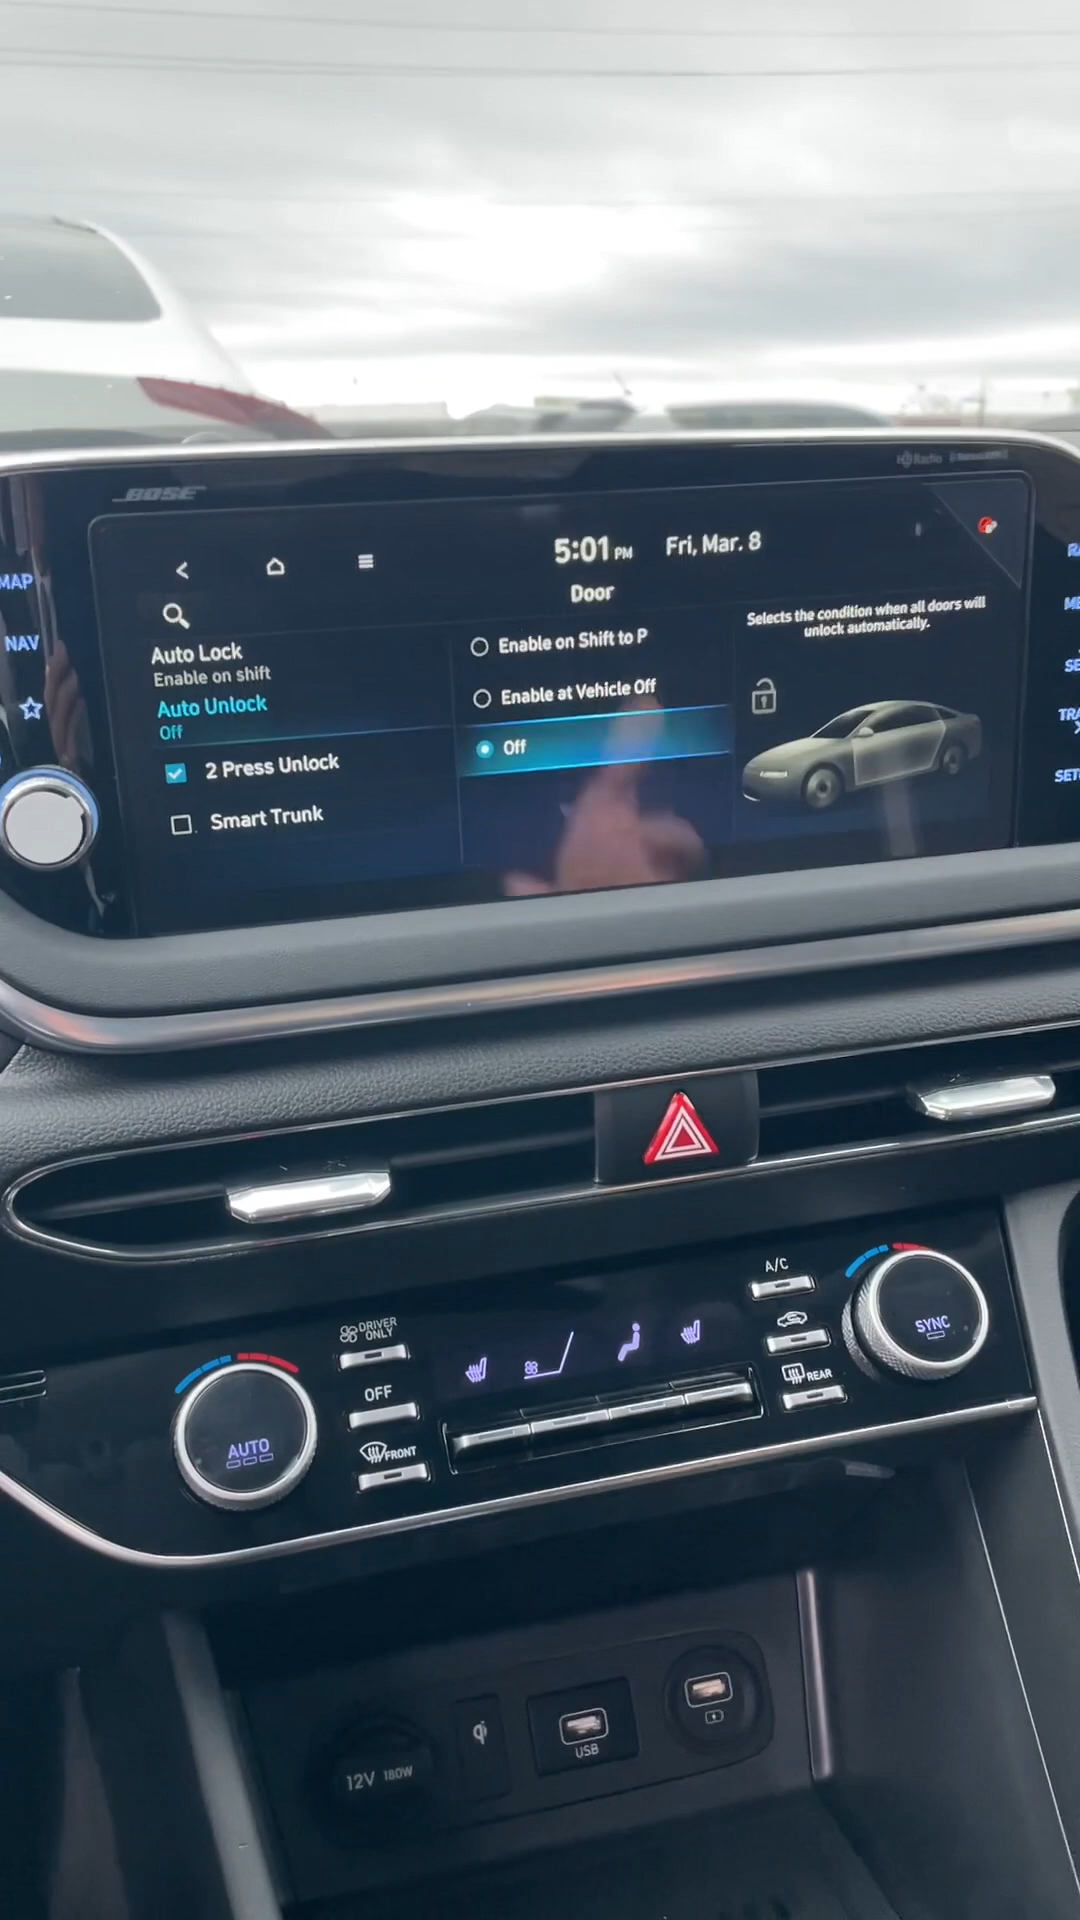 BOSE
HD Radio
MAP
NAV
5:01 PM Fri, Mar. 8
Door
Auto Lock
Enable on shift
Auto Unlock
Off
2 Press Unlock
Smart Trunk
Enable on Shift to P
Enable at Vehicle Off
Off
Selects the condition when all doors will
unlock automatically.
A/C
SYNC
DRIVER
ONLY
OFF
FRONT
REAR
AUTO
12V 180W
USB